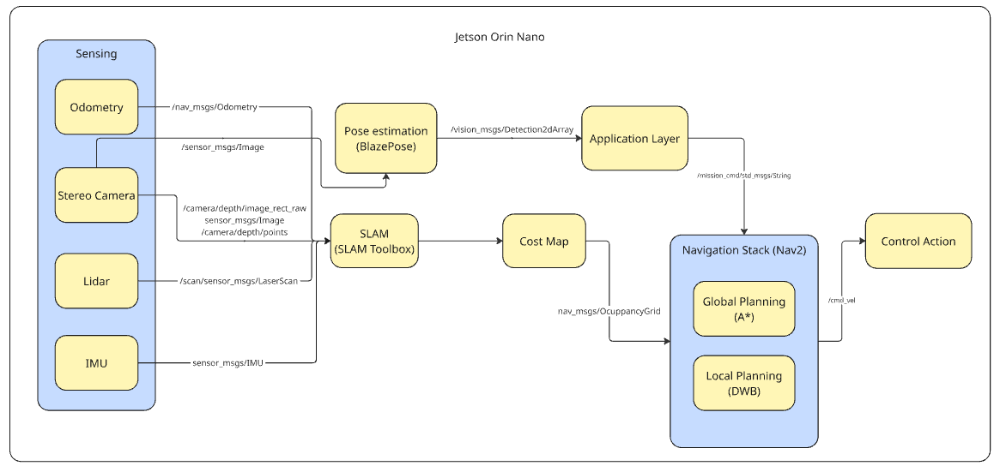 Jetson Orin Nano
Sensing
Odometry
/nav_msgs/Odometry
Stereo Camera
/sensor_msgs/Image
/camera/depth/image_rect_raw
sensor_msgs/Image
/camera/depth/points
Lidar
/scan/sensor_msgs/LaserScan
IMU
sensor_msgs/IMU
Pose estimation
(BlazePose)
/vision_msgs/Detection2dArray
Application Layer
/mission_cmd/std_msgs/String
SLAM
(SLAM Toolbox)
Cost Map
nav_msgs/OcuppancyGrid
Navigation Stack (Nav2)
Global Planning
(A*)
Local Planning
(DWB)
/cmd_vel
Control Action